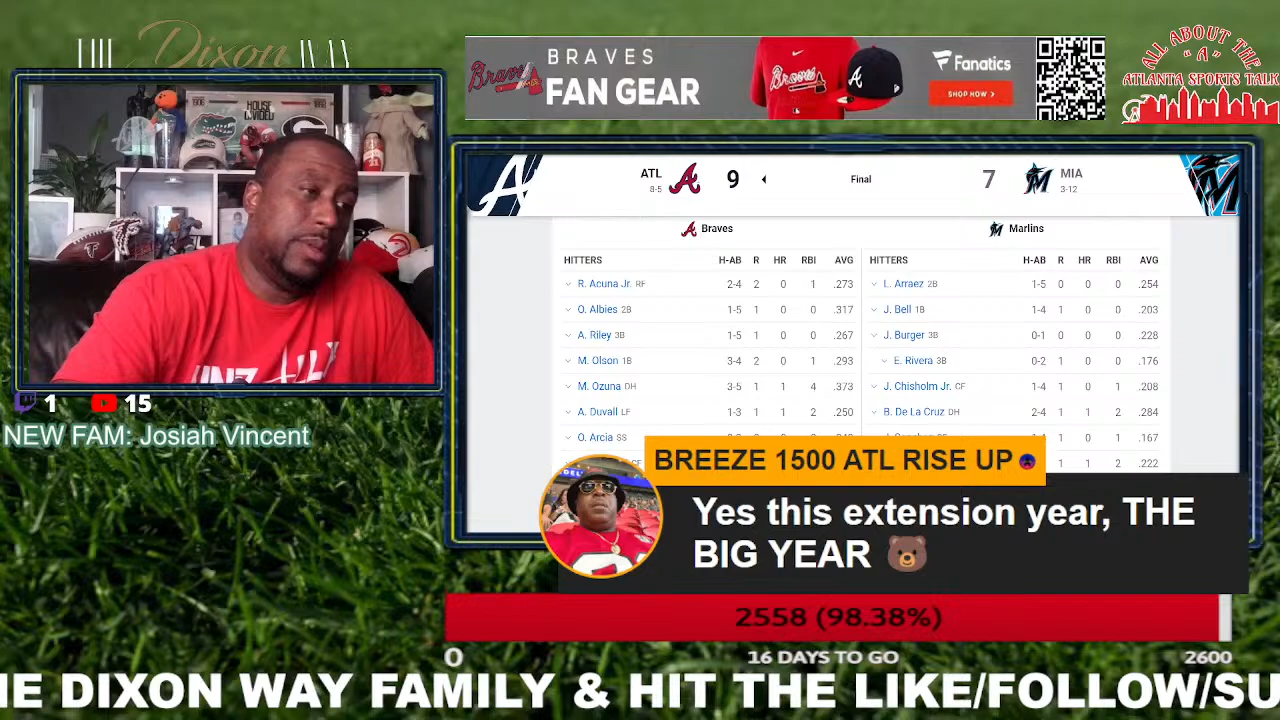 Dixon
BRAVES
Braves
FAN GEAR
Fanatics
SHOP NOW >
ALL ABOUT THE
"A"
ATLANTA SPORTS TALK
HOUSE
DIVIDED
ATL
8-5
9
Final
7
MIA
3-12
Braves
Marlins
HITTERS H-AB R HR RBI AVG
R. Acuna Jr. RF 2-4 2 0 1 .273
O. Albies 2B 1-5 1 0 0 .317
A. Riley 3B 1-5 1 0 0 .267
M. Olson 1B 3-4 2 0 1 .293
M. Ozuna DH 3-5 1 1 4 .373
A. Duvall LF 1-3 1 1 2 .250
O. Arcia SS
HITTERS H-AB R HR RBI AVG
L. Arraez 2B 1-5 0 0 0 .254
J. Bell 1B 1-4 1 0 0 .203
J. Burger 3B 0-1 0 0 0 .228
E. Rivera 3B 0-2 1 0 0 .176
J. Chisholm Jr. CF 1-4 1 0 1 .208
B. De La Cruz DH 2-4 1 1 2 .284
1 0 1 .167
1 1 2 .222
1 15
NEW FAM: Josiah Vincent
BREEZE 1500 ATL RISE UP
Yes this extension year, THE
BIG YEAR 🐻
2558 (98.38%)
0 16 DAYS TO GO 2600
HE DIXON WAY FAMILY & HIT THE LIKE/FOLLOW/SU